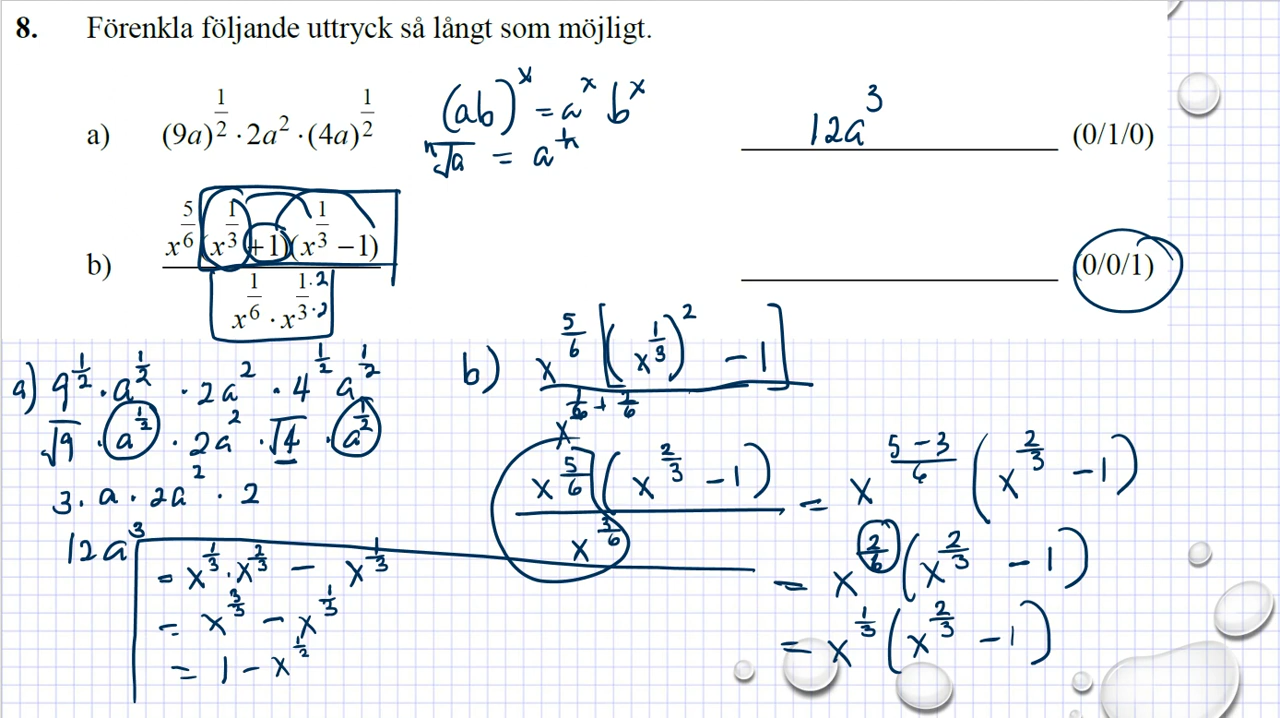 8. Förenkla följande uttryck så långt som möjligt.
(ab)^x = a^x b^x
ⁿ√a = a^(1/n)
a) (9a)^(1/2) · 2a^2 · (4a)^(1/2) 12a^3 (0/1/0)
b) x^(5/6) (x^(1/3) + 1)(x^(1/3) − 1) / x^(1/6) · x^(1·2/3·2) (0/0/1)
a) 9^(1/2) · a^(1/2) · 2a^2 · 4^(1/2) a^(1/2)
√9 · a^(1/2) · 2a^2 · √4 · a^(1/2)
3 · a · 2a^2 · 2
12a^3
b) x^(5/6) [(x^(1/3))^2 − 1] / x^(1/6 + 2/6)
x^(5/6) (x^(2/3) − 1) / x^(3/6) = x^((5−3)/6) (x^(2/3) − 1)
= x^(2/6) (x^(2/3) − 1)
= x^(1/3) (x^(2/3) − 1)
= x^(1/3) · x^(2/3) − x^(1/3)
= x^(3/3) − x^(1/3)
= 1 − x^(1/2)